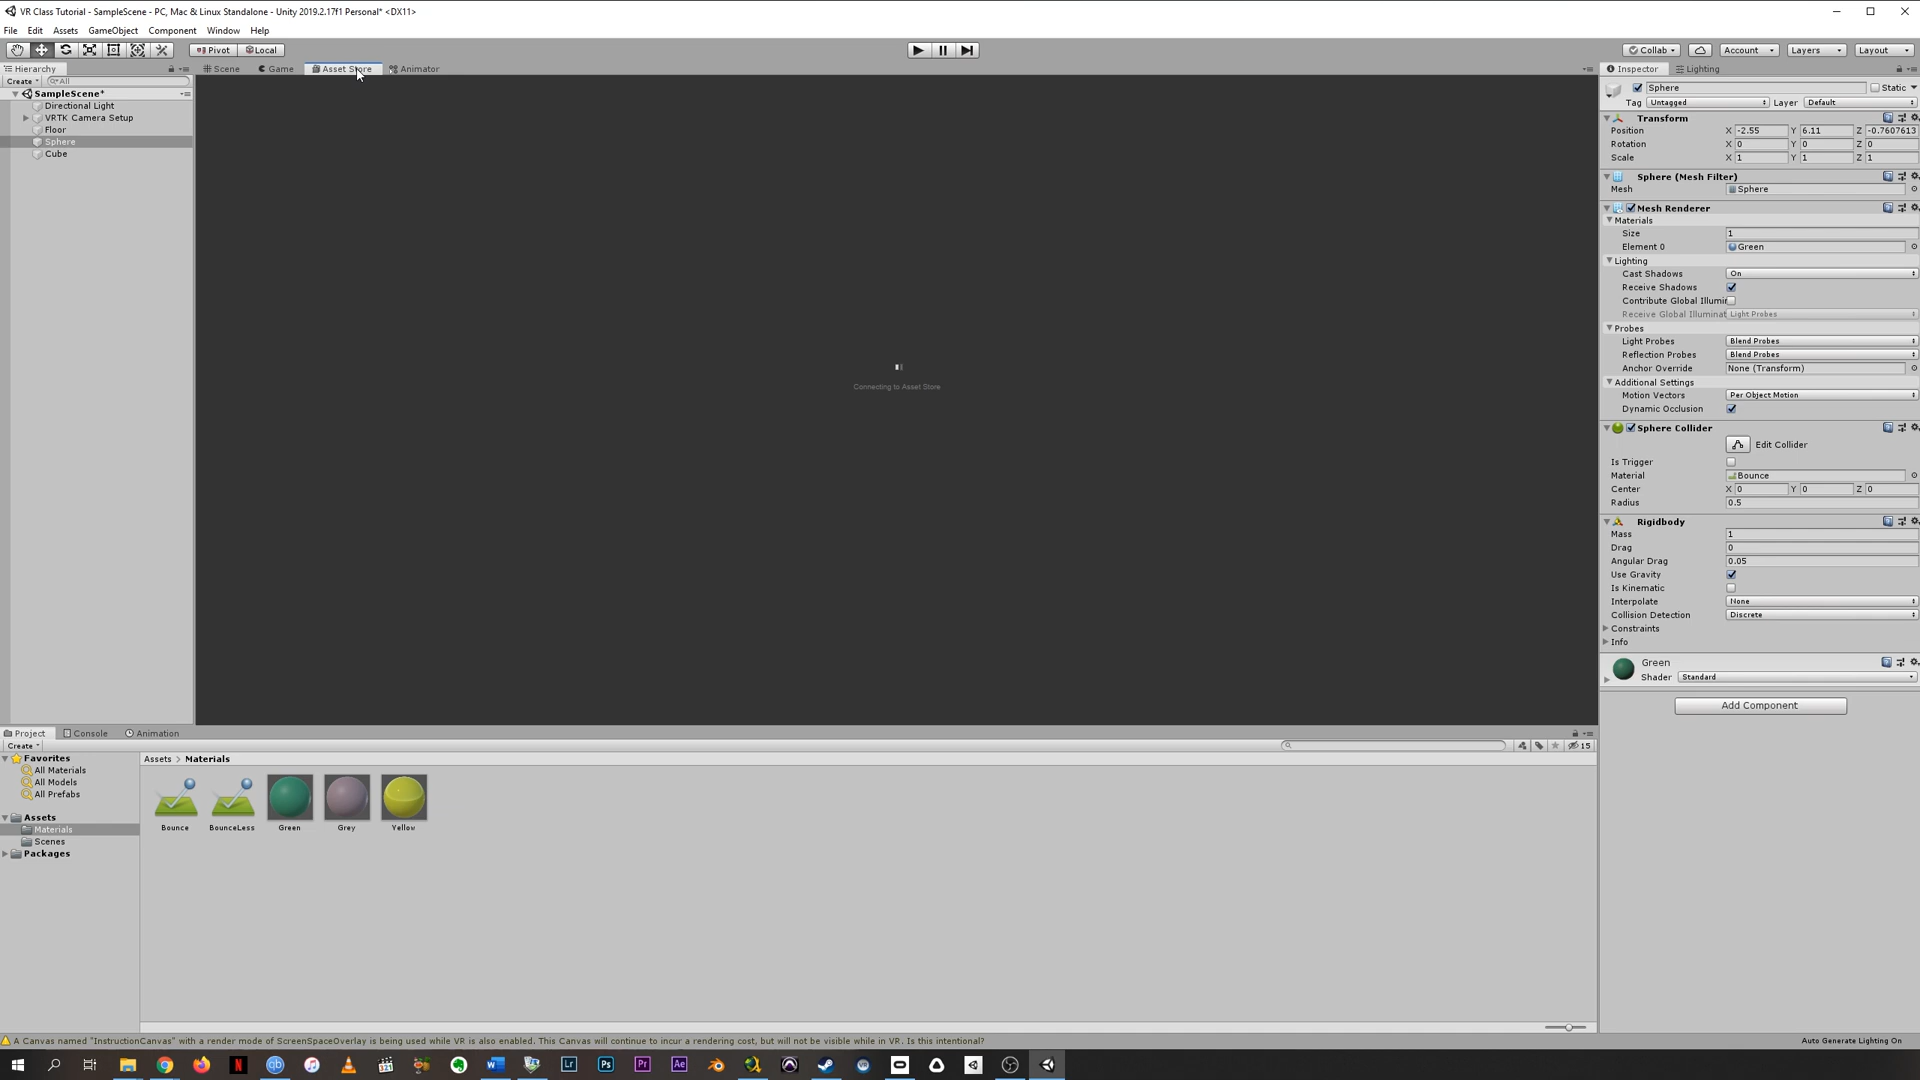 VR Class Tutorial - SampleScene - PC, Mac & Linux Standalone - Unity 2019.2.17f1 Personal* <DX11>
File Edit Assets GameObject Component Window Help
Pivot Local Collab Account Layers Layout
Hierarchy
Create All
SampleScene*
Directional Light
VRTK Camera Setup
Floor
Sphere
Cube
Scene Game Asset Store Animator
Connecting to Asset Store
Inspector Lighting
Sphere Static
Tag Untagged Layer Default
Transform
Position X -2.55 Y 6.11 Z -0.7607613
Rotation X 0 Y 0 Z 0
Scale X 1 Y 1 Z 1
Sphere (Mesh Filter)
Mesh Sphere
Mesh Renderer
Materials
Size 1
Element 0 Green
Lighting
Cast Shadows On
Receive Shadows
Contribute Global Illumir
Receive Global Illuminat Light Probes
Probes
Light Probes Blend Probes
Reflection Probes Blend Probes
Anchor Override None (Transform)
Additional Settings
Motion Vectors Per Object Motion
Dynamic Occlusion
Sphere Collider
Edit Collider
Is Trigger
Material Bounce
Center X 0 Y 0 Z 0
Radius 0.5
Rigidbody
Mass 1
Drag 0
Angular Drag 0.05
Use Gravity
Is Kinematic
Interpolate None
Collision Detection Discrete
Constraints
Info
Green
Shader Standard
Add Component
Project Console Animation
Create 15
Favorites
All Materials
All Models
All Prefabs
Assets
Materials
Scenes
Packages
Assets Materials
Bounce BounceLess Green Grey Yellow
A Canvas named "InstructionCanvas" with a render mode of ScreenSpaceOverlay is being used while VR is also enabled. This Canvas will continue to incur a rendering cost, but will not be visible while in VR. Is this intentional?
Auto Generate Lighting On
N qb 321 W Lr Ps Pr Ae